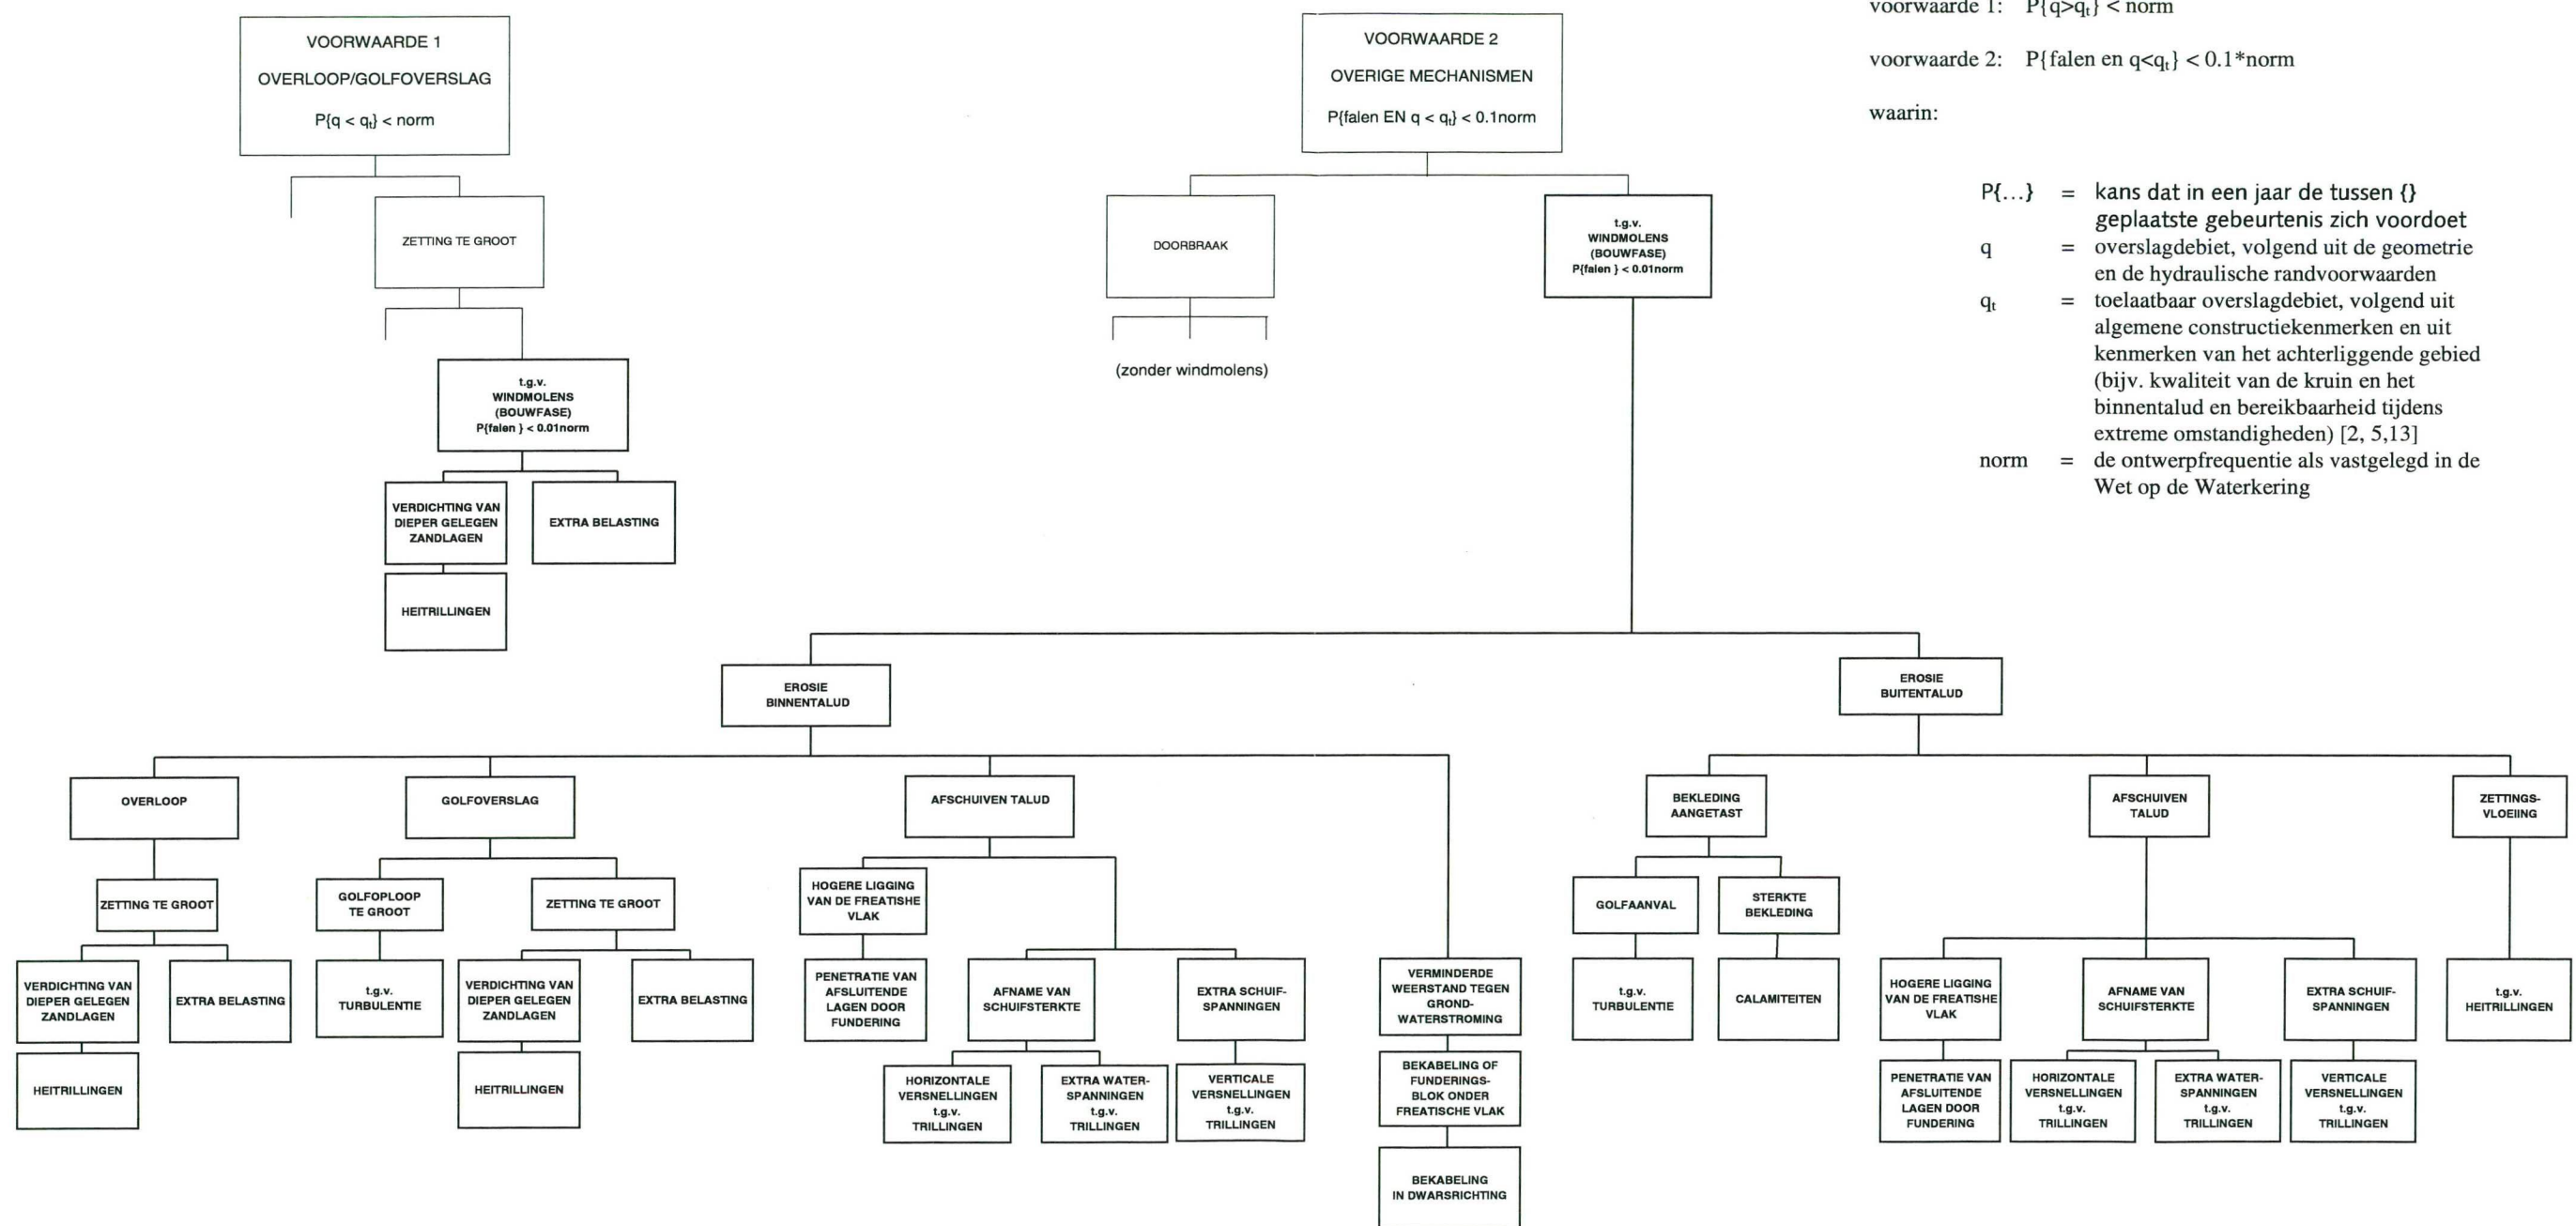 VOORWAARDE 1
OVERLOOP/GOLFOVERSLAG
P{q < qt} < norm
ZETTING TE GROOT
t.g.v.
WINDMOLENS
(BOUWFASE)
P{falen } < 0.01norm
VERDICHTING VAN
DIEPER GELEGEN
ZANDLAGEN
EXTRA BELASTING
HEITRILLINGEN
VOORWAARDE 2
OVERIGE MECHANISMEN
P{falen EN q < qt} < 0.1norm
DOORBRAAK
(zonder windmolens)
t.g.v.
WINDMOLENS
(BOUWFASE)
P{falen } < 0.01norm
voorwaarde 1: P{q>qt} < norm
voorwaarde 2: P{falen en q<qt} < 0.1*norm
waarin:
P{...} = kans dat in een jaar de tussen {}
geplaatste gebeurtenis zich voordoet
q = overslagdebiet, volgend uit de geometrie
en de hydraulische randvoorwaarden
qt = toelaatbaar overslagdebiet, volgend uit
algemene constructiekenmerken en uit
kenmerken van het achterliggende gebied
(bijv. kwaliteit van de kruin en het
binnentalud en bereikbaarheid tijdens
extreme omstandigheden) [2, 5,13]
norm = de ontwerpfrequentie als vastgelegd in de
Wet op de Waterkering
EROSIE
BINNENTALUD
EROSIE
BUITENTALUD
OVERLOOP
ZETTING TE GROOT
VERDICHTING VAN
DIEPER GELEGEN
ZANDLAGEN
EXTRA BELASTING
HEITRILLINGEN
GOLFOVERSLAG
GOLFOPLOOP
TE GROOT
t.g.v.
TURBULENTIE
ZETTING TE GROOT
VERDICHTING VAN
DIEPER GELEGEN
ZANDLAGEN
EXTRA BELASTING
HEITRILLINGEN
AFSCHUIVEN TALUD
HOGERE LIGGING
VAN DE FREATISHE
VLAK
PENETRATIE VAN
AFSLUITENDE
LAGEN DOOR
FUNDERING
AFNAME VAN
SCHUIFSTERKTE
EXTRA SCHUIF-
SPANNINGEN
HORIZONTALE
VERSNELLINGEN
t.g.v.
TRILLINGEN
EXTRA WATER-
SPANNINGEN
t.g.v.
TRILLINGEN
VERTICALE
VERSNELLINGEN
t.g.v.
TRILLINGEN
VERMINDERDE
WEERSTAND TEGEN
GROND-
WATERSTROMING
BEKABELING OF
FUNDERINGS-
BLOK ONDER
FREATISCHE VLAK
BEKABELING
IN DWARSRICHTING
BEKLEDING
AANGETAST
GOLFAANVAL
STERKTE
BEKLEDING
t.g.v.
TURBULENTIE
CALAMITEITEN
AFSCHUIVEN
TALUD
HOGERE LIGGING
VAN DE FREATISHE
VLAK
AFNAME VAN
SCHUIFSTERKTE
EXTRA SCHUIF-
SPANNINGEN
PENETRATIE VAN
AFSLUITENDE
LAGEN DOOR
FUNDERING
HORIZONTALE
VERSNELLINGEN
t.g.v.
TRILLINGEN
EXTRA WATER-
SPANNINGEN
t.g.v.
TRILLINGEN
VERTICALE
VERSNELLINGEN
t.g.v.
TRILLINGEN
ZETTINGS-
VLOEIING
t.g.v.
HEITRILLINGEN